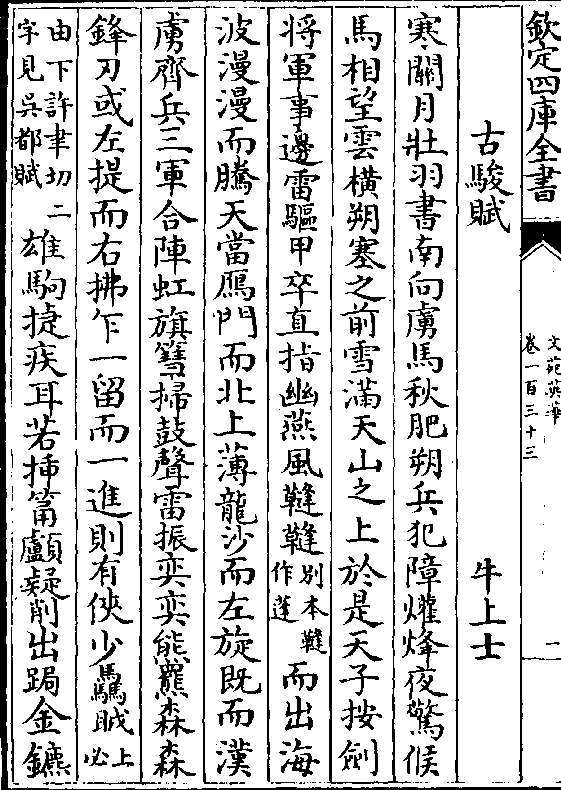 欽定四庫全書
文苑英華
卷一百三十三
古駿賦 牛上士
寒關月壯羽書南向虜馬秋肥朔兵犯障爟烽夜驚候
馬相望雲橫朔塞之前雪滿天山之上於是天子按劍
將軍事邊雷驅甲卒直指幽燕風韃韃別本韃作蓬而出海
波漫漫而騰天當鴈門而北上薄龍沙而左旋既而漢
虜齊兵三軍合陣虹旗篲掃鼓聲雷振奕奕熊羆森森
鋒刃或左提而右拂乍一留而一進則有俠少驫上必
由下許聿切二字見吳都賦雄駒捷疾耳若插筩顱疑削出跼金鑣